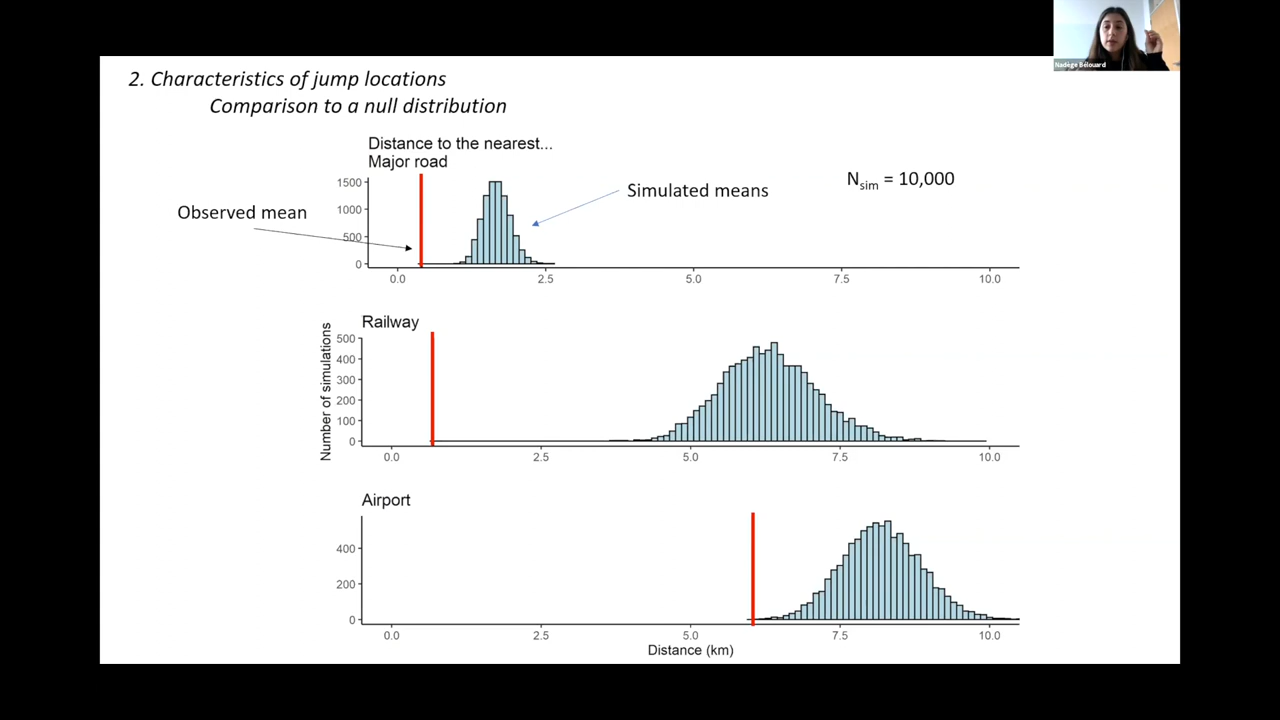 Nadège Bélouard
2. Characteristics of jump locations
Comparison to a null distribution
Distance to the nearest...
Major road
Observed mean
Simulated means
Nsim = 10,000
1500
1000
500
0
0.0 2.5 5.0 7.5 10.0
Railway
Number of simulations
500
400
300
200
100
0
0.0 2.5 5.0 7.5 10.0
Airport
400
200
0
0.0 2.5 5.0 7.5 10.0
Distance (km)